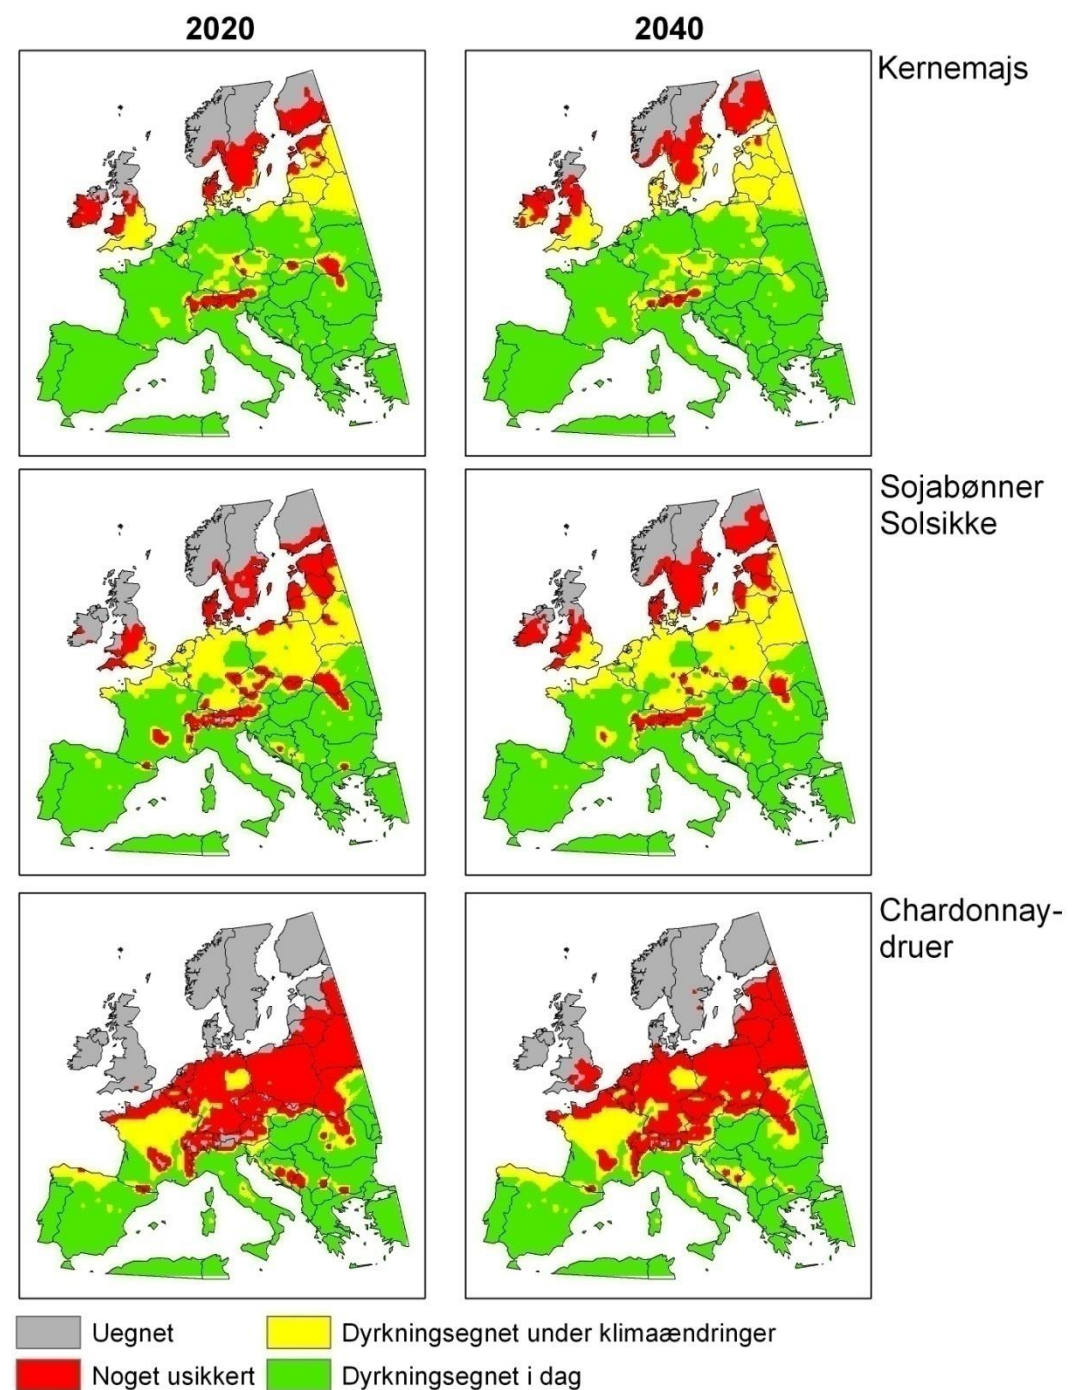 2020
2040
Kernemajs
Sojabønner
Solsikke
Chardonnay-
druer
Uegnet
Dyrkningsegnet under klimaændringer
Noget usikkert
Dyrkningsegnet i dag